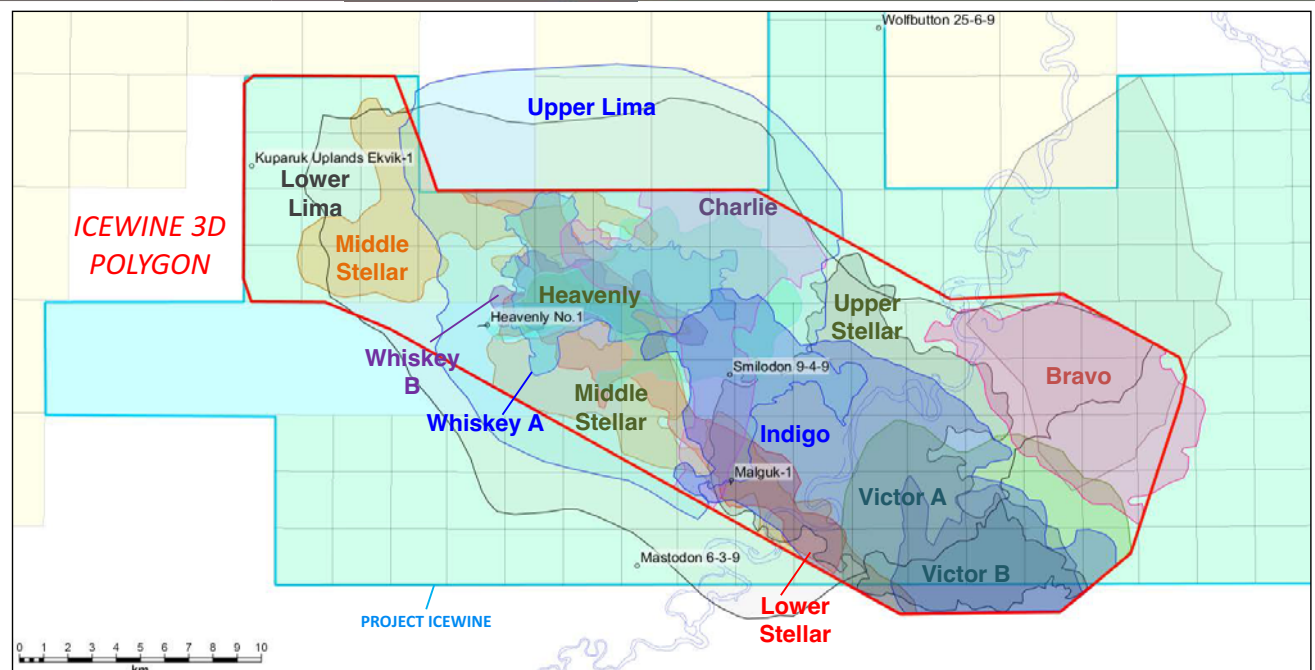 Wolfbutton 25-6-9
Upper Lima
Kuparuk Uplands Ekvik-1
Lower
Lima
Charlie
ICEWINE 3D
POLYGON
Middle
Stellar
Heavenly
Heavenly No.1
Upper
Stellar
Whiskey
B
Smilodon 9-4-9
Bravo
Middle
Stellar
Whiskey A
Indigo
Malguk-1
Victor A
Mastodon 6-3-9
Victor B
Lower
Stellar
PROJECT ICEWINE
0 1 2 3 4 5 6 7 8 9 10
km